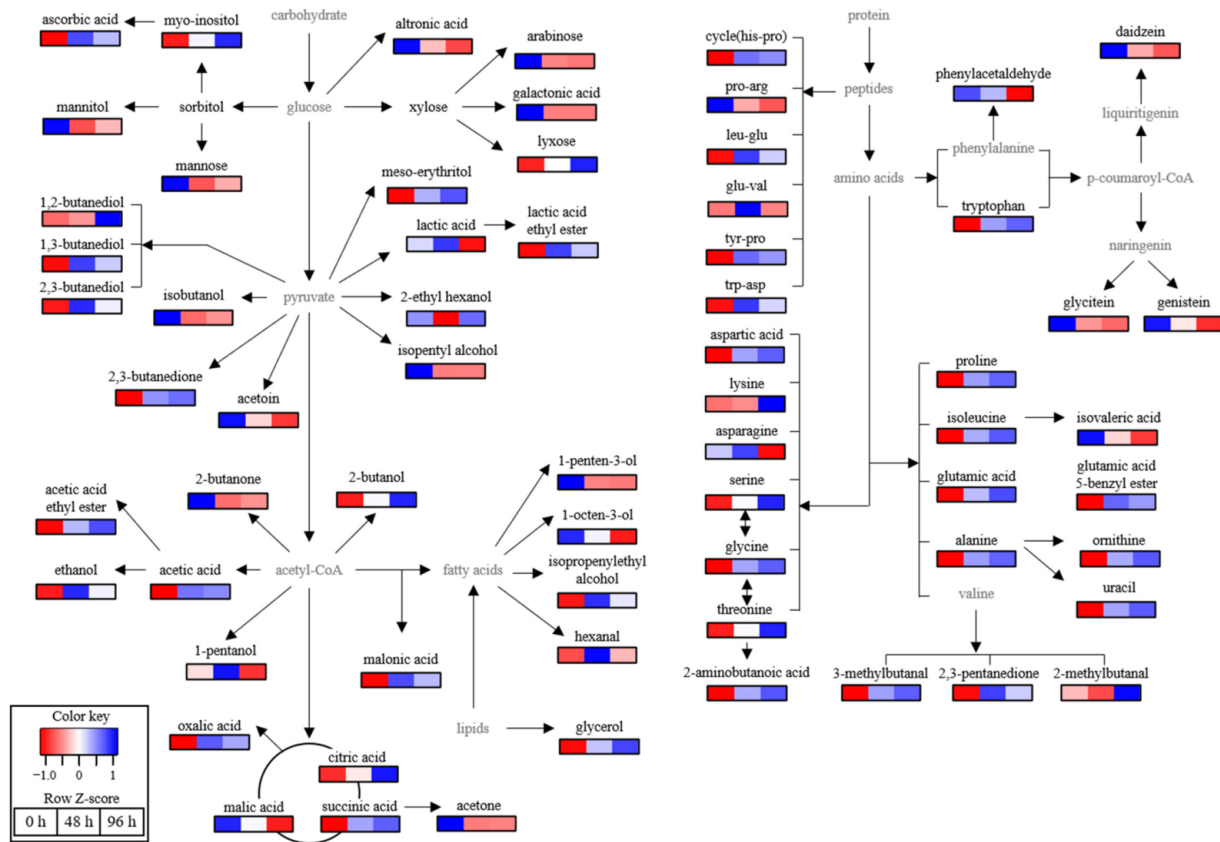 ascorbic acid
myo-inositol
carbohydrate
altronic acid
arabinose
mannitol
sorbitol
glucose
xylose
galactonic acid
lyxose
mannose
meso-erythritol
1,2-butanediol
lactic acid
lactic acid
ethyl ester
1,3-butanediol
2,3-butanediol
isobutanol
pyruvate
2-ethyl hexanol
isopentyl alcohol
2,3-butanedione
acetoin
acetic acid
ethyl ester
2-butanone
2-butanol
1-penten-3-ol
1-octen-3-ol
ethanol
acetic acid
acetyl-CoA
fatty acids
isopropenylethyl
alcohol
1-pentanol
malonic acid
hexanal
oxalic acid
lipids
glycerol
citric acid
malic acid
succinic acid
acetone
Color key
−1.0 0 1
Row Z-score
0 h 48 h 96 h
protein
cycle(his-pro)
peptides
pro-arg
leu-glu
glu-val
tyr-pro
trp-asp
amino acids
phenylacetaldehyde
phenylalanine
tryptophan
daidzein
liquiritigenin
p-coumaroyl-CoA
naringenin
glycitein
genistein
aspartic acid
lysine
asparagine
serine
glycine
threonine
2-aminobutanoic acid
proline
isoleucine
isovaleric acid
glutamic acid
glutamic acid
5-benzyl ester
alanine
ornithine
uracil
valine
3-methylbutanal
2,3-pentanedione
2-methylbutanal